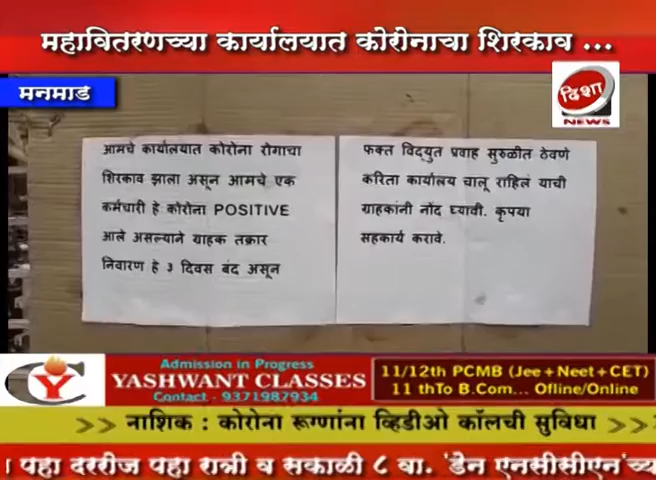 महावितरणच्या कार्यालयात कोरोनाचा शिरकाव ...
मनमाड
दिशा
NEWS
आमचे कार्यालयात कोरोना रोगाचा
शिरकाव झाला असून आमचे एक
कर्मचारी हे कोरोना POSITIVE
आले असल्याने ग्राहक तक्रार
निवारण हे ३ दिवस बंद असून
फक्त विद्युत प्रवाह सुरुळीत ठेवणे
करिता कार्यालय चालू राहिल याची
ग्राहकांनी नोंद घ्यावी. कृपया
सहकार्य करावे.
Admission in Progress
YASHWANT CLASSES
Contact - 9371987934
11/12th PCMB (Jee+Neet+CET)
11 thTo B.Com... Ofline/Online
>> नाशिक : कोरोना रूग्णांना व्हिडीओ कॉलची सुविधा >>
। पहा दररोज पहा रात्री व सकाळी ८ वा. 'डेन एनसीसीएन'च्य